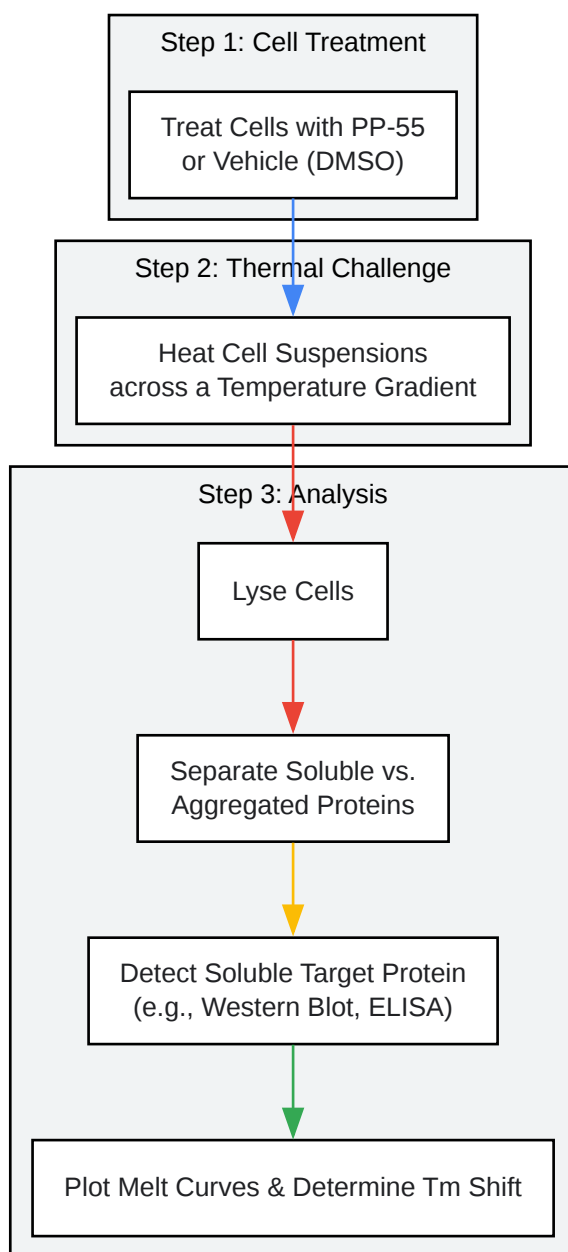 Step 1: Cell Treatment
Treat Cells with PP-55
or Vehicle (DMSO)
Step 2: Thermal Challenge
Heat Cell Suspensions
across a Temperature Gradient
Step 3: Analysis
Lyse Cells
Separate Soluble vs.
Aggregated Proteins
Detect Soluble Target Protein
(e.g., Western Blot, ELISA)
Plot Melt Curves & Determine Tm Shift